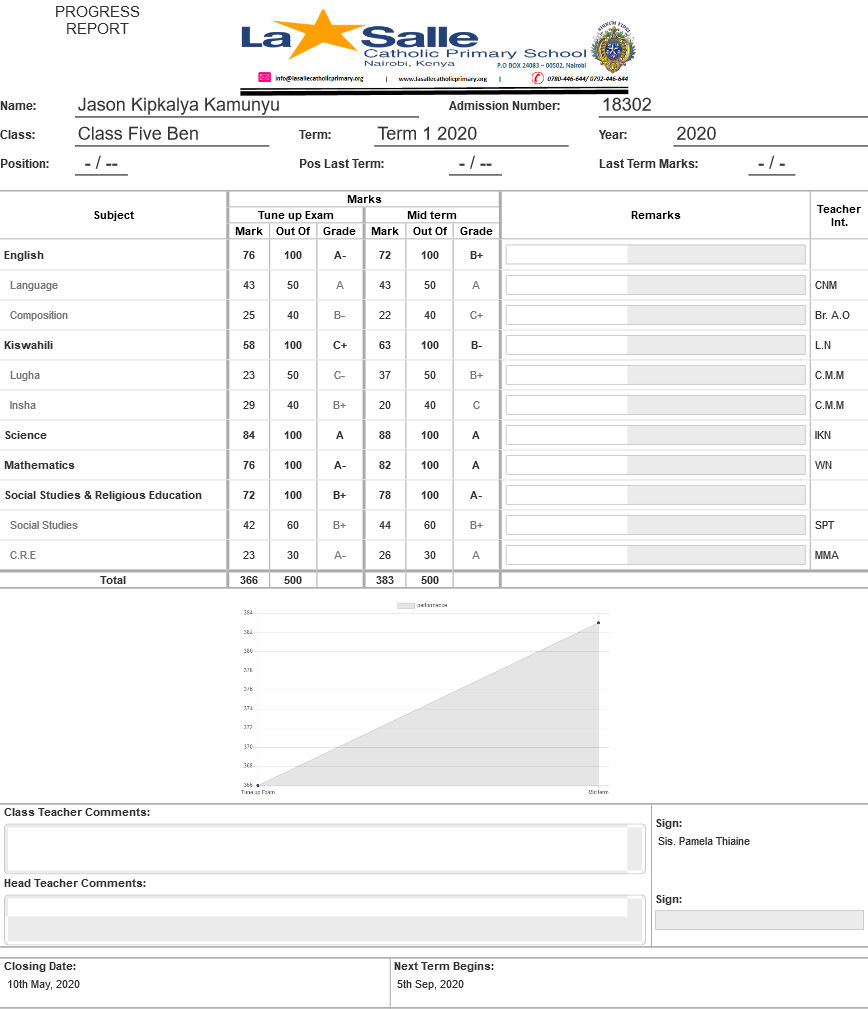 PROGRESS
REPORT
La Salle
Catholic Primary School
Nairobi, Kenya
P.O BOX 24083 – 00502, Nairobi
info@lasallecatholicprimary.org | www.lasallecatholicprimary.org | 0780-446-644/ 0792-446-644
Name: Jason Kipkalya Kamunyu Admission Number: 18302
Class: Class Five Ben Term: Term 1 2020 Year: 2020
Position: - / -- Pos Last Term: - / -- Last Term Marks: - / -
Marks
Subject Tune up Exam Mid term Remarks Teacher Int.
Mark Out Of Grade Mark Out Of Grade
English 76 100 A- 72 100 B+
Language 43 50 A 43 50 A CNM
Composition 25 40 B- 22 40 C+ Br. A.O
Kiswahili 58 100 C+ 63 100 B- L.N
Lugha 23 50 C- 37 50 B+ C.M.M
Insha 29 40 B+ 20 40 C C.M.M
Science 84 100 A 88 100 A IKN
Mathematics 76 100 A- 82 100 A WN
Social Studies & Religious Education 72 100 B+ 78 100 A-
Social Studies 42 60 B+ 44 60 B+ SPT
C.R.E 23 30 A- 26 30 A MMA
Total 366 500 383 500
performance
384
382
380
378
376
374
372
370
368
366
Tune up Exam Mid term
Class Teacher Comments:
Sign:
Sis. Pamela Thiaine
Head Teacher Comments:
Sign:
Closing Date: Next Term Begins:
10th May, 2020 5th Sep, 2020